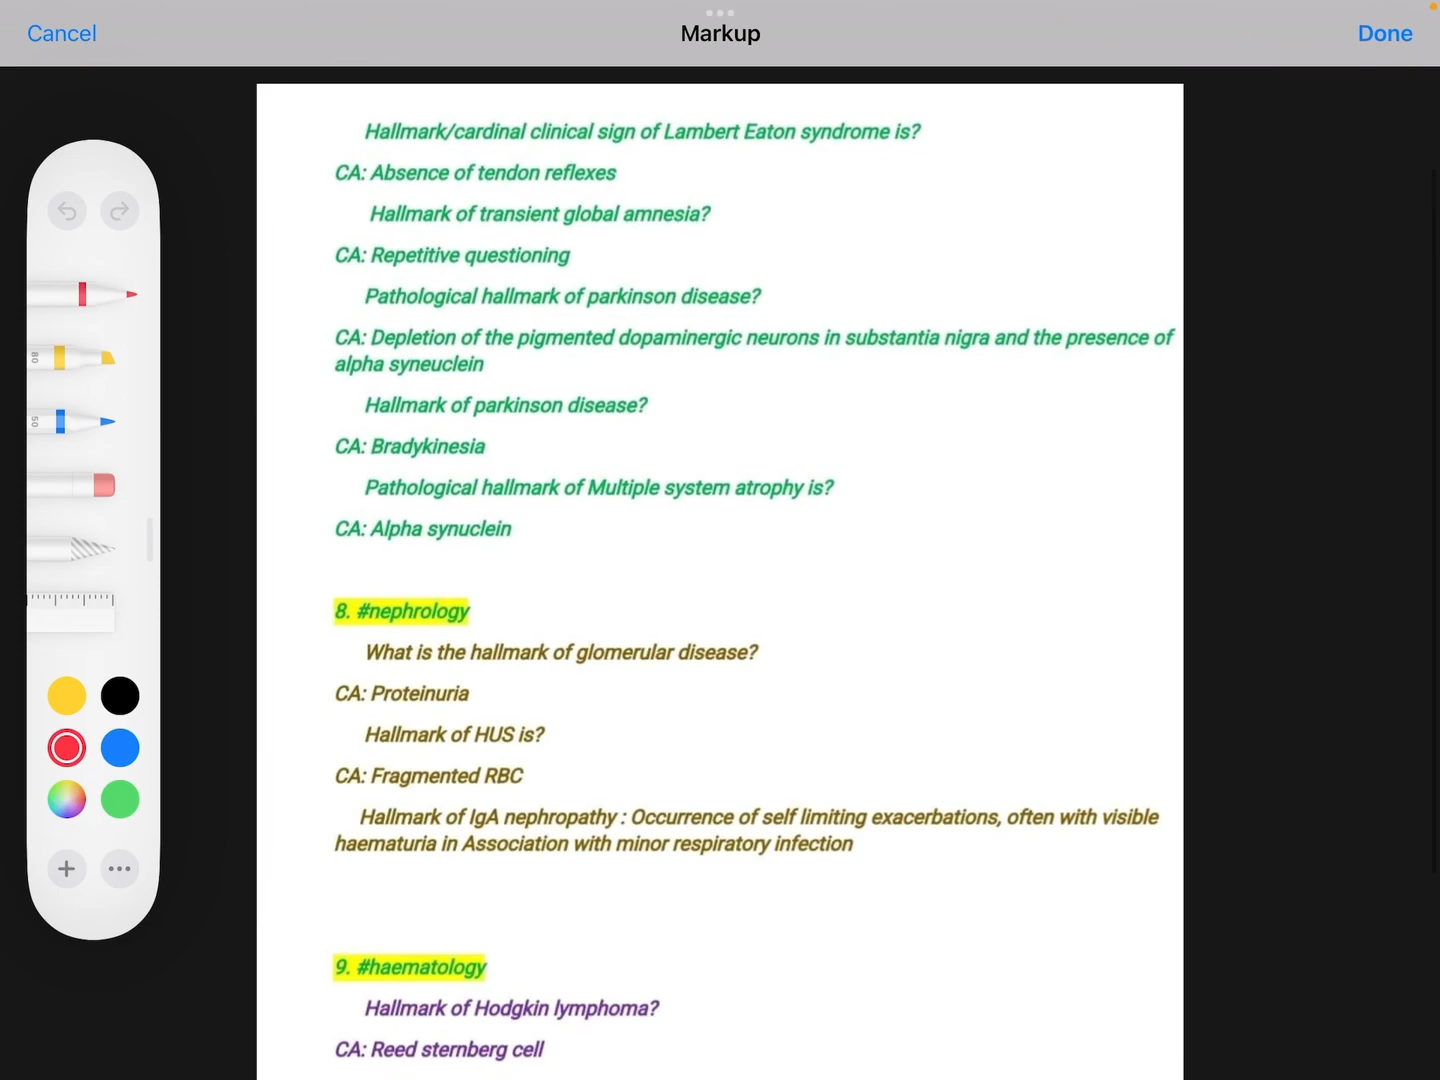 Cancel
Markup
Done
Hallmark/cardinal clinical sign of Lambert Eaton syndrome is?
CA: Absence of tendon reflexes
Hallmark of transient global amnesia?
CA: Repetitive questioning
Pathological hallmark of parkinson disease?
CA: Depletion of the pigmented dopaminergic neurons in substantia nigra and the presence of
alpha syneuclein
Hallmark of parkinson disease?
CA: Bradykinesia
Pathological hallmark of Multiple system atrophy is?
CA: Alpha synuclein
8. #nephrology
What is the hallmark of glomerular disease?
CA: Proteinuria
Hallmark of HUS is?
CA: Fragmented RBC
Hallmark of IgA nephropathy : Occurrence of self limiting exacerbations, often with visible
haematuria in Association with minor respiratory infection
9. #haematology
Hallmark of Hodgkin lymphoma?
CA: Reed sternberg cell
80
50